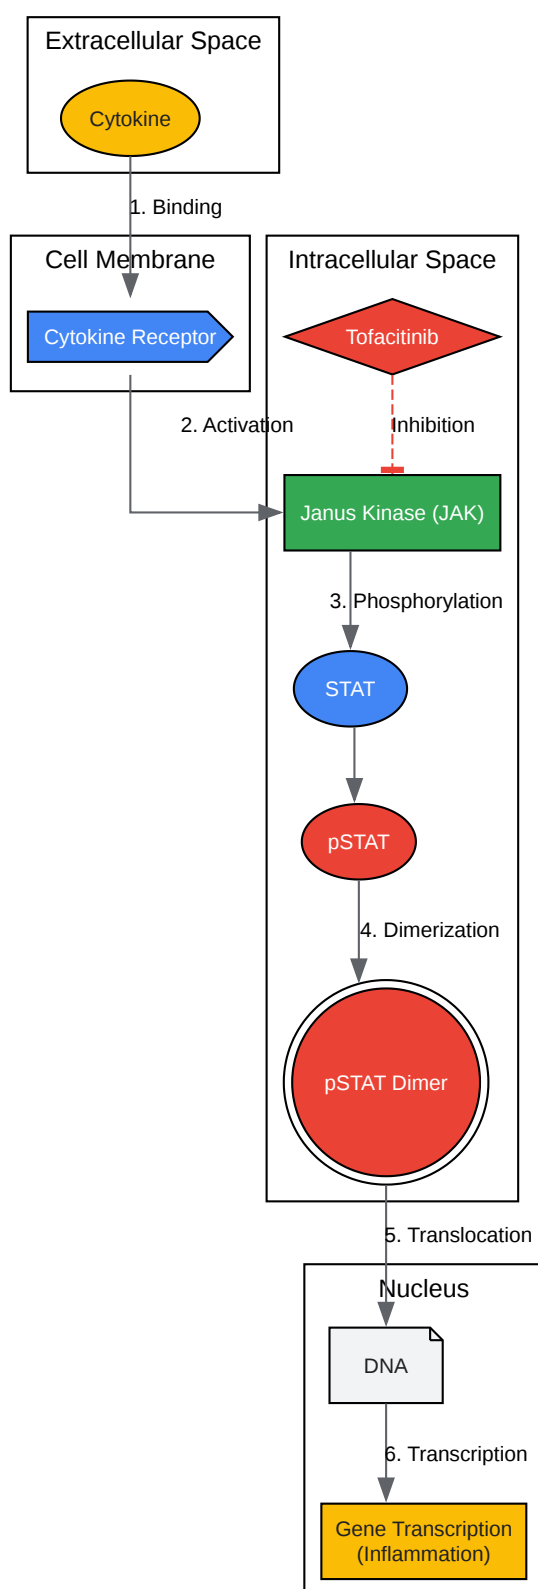 Extracellular Space
Cytokine
1. Binding
Cell Membrane
Intracellular Space
Cytokine Receptor
Tofacitinib
2. Activation
Inhibition
Janus Kinase (JAK)
3. Phosphorylation
STAT
pSTAT
4. Dimerization
pSTAT Dimer
5. Translocation
Nucleus
DNA
6. Transcription
Gene Transcription
(Inflammation)